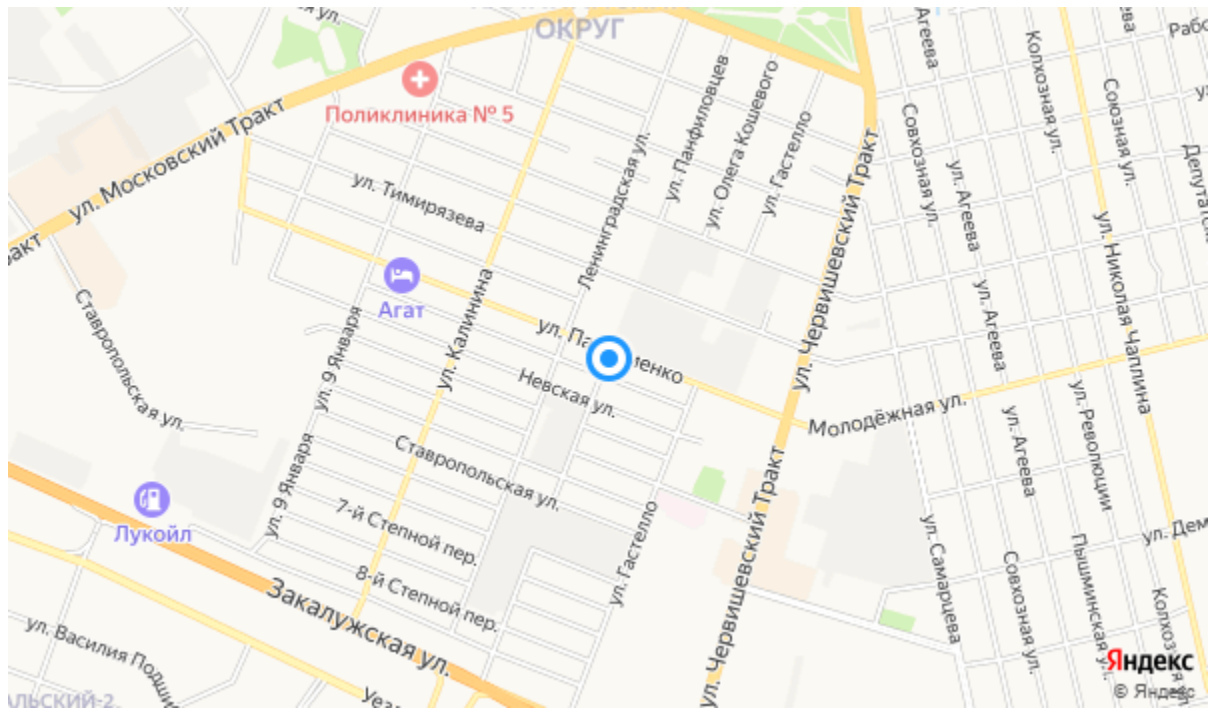 ОКРУГ
Поликлиника № 5
ул. Московский Тракт
ул. Тимирязева
Ленинградская ул.
ул. Панфиловцев
ул. Олега Кошевого
ул. Гастелло
ул. Червишевский Тракт
Агеева
Совхозная ул.
ул. Агеева
Колхозная ул.
Союзная ул.
ул. Николая Чаплина
ул. Агеева
Ставропольская ул.
Агат
ул. 9 Января
ул. Калинина
Невская ул.
Молодёжная ул.
ул. Агеева
ул. Революции
Ставропольская ул.
ул. 9 Января
7-й Степной пер.
8-й Степной пер.
Лукойл
Закалужская ул.
ул. Гастелло
ул. Червишевский Тракт
ул. Самарцева
Совхозная ул.
Яндекс
© Яндекс